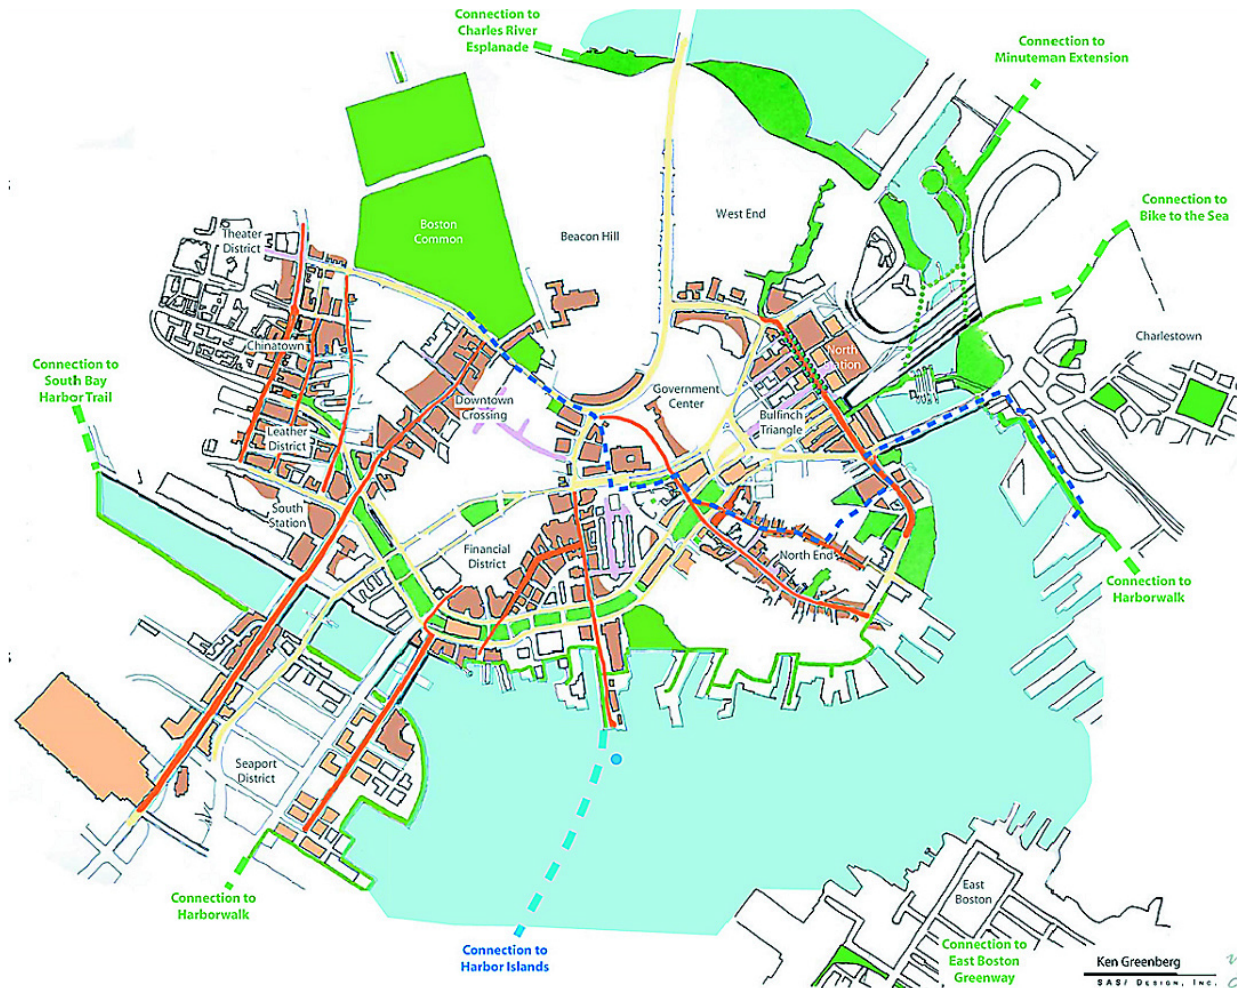 Connection to
Charles River
Esplanade
Connection to
Minuteman Extension
Connection to
Bike to the Sea
West End
Boston
Common
Beacon Hill
Theater
District
Charlestown
Chinatown
North
Station
Connection to
South Bay
Harbor Trail
Downtown
Crossing
Government
Center
Bulfinch
Triangle
Leather
District
South
Station
Financial
District
North End
Connection to
Harborwalk
Seaport
District
Connection to
Harborwalk
Connection to
Harbor Islands
East
Boston
Connection to
East Boston
Greenway
Ken Greenberg
SAS/ DESIGN, INC.